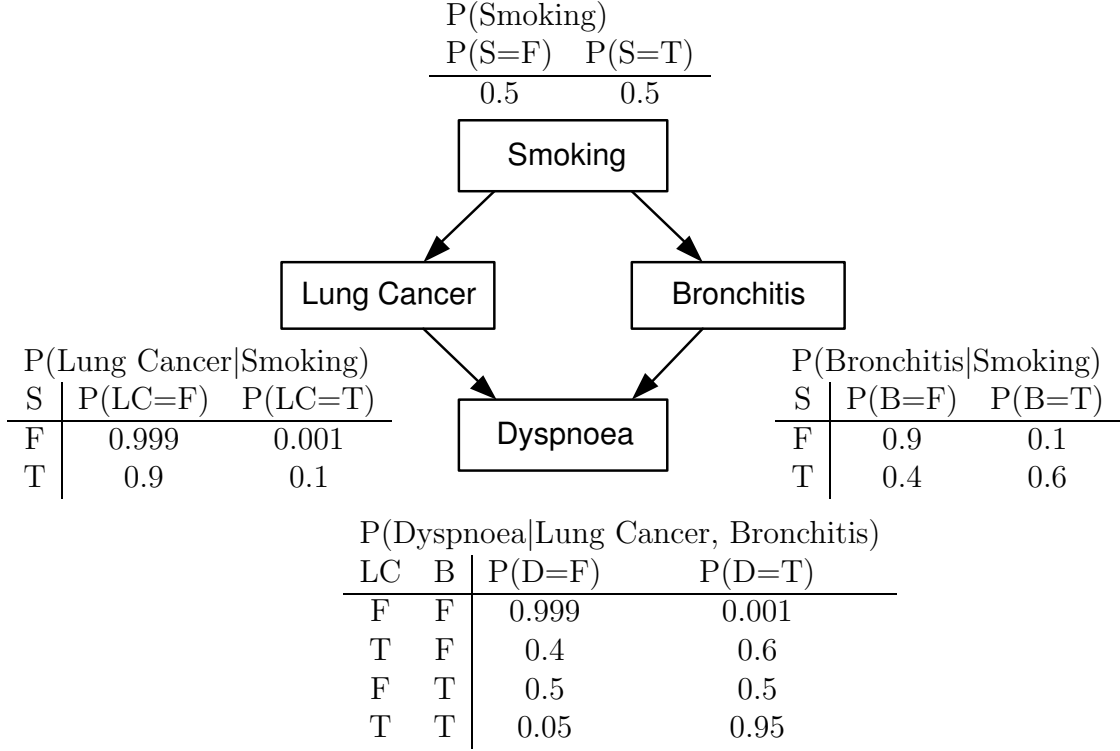 P(Smoking)
P(S=F) P(S=T)
0.5 0.5
Smoking
Lung Cancer
Bronchitis
P(Lung Cancer|Smoking)
S P(LC=F) P(LC=T)
F 0.999 0.001
T 0.9 0.1
Dyspnoea
P(Bronchitis|Smoking)
S P(B=F) P(B=T)
F 0.9 0.1
T 0.4 0.6
P(Dyspnoea|Lung Cancer, Bronchitis)
LC B P(D=F) P(D=T)
F F 0.999 0.001
T F 0.4 0.6
F T 0.5 0.5
T T 0.05 0.95